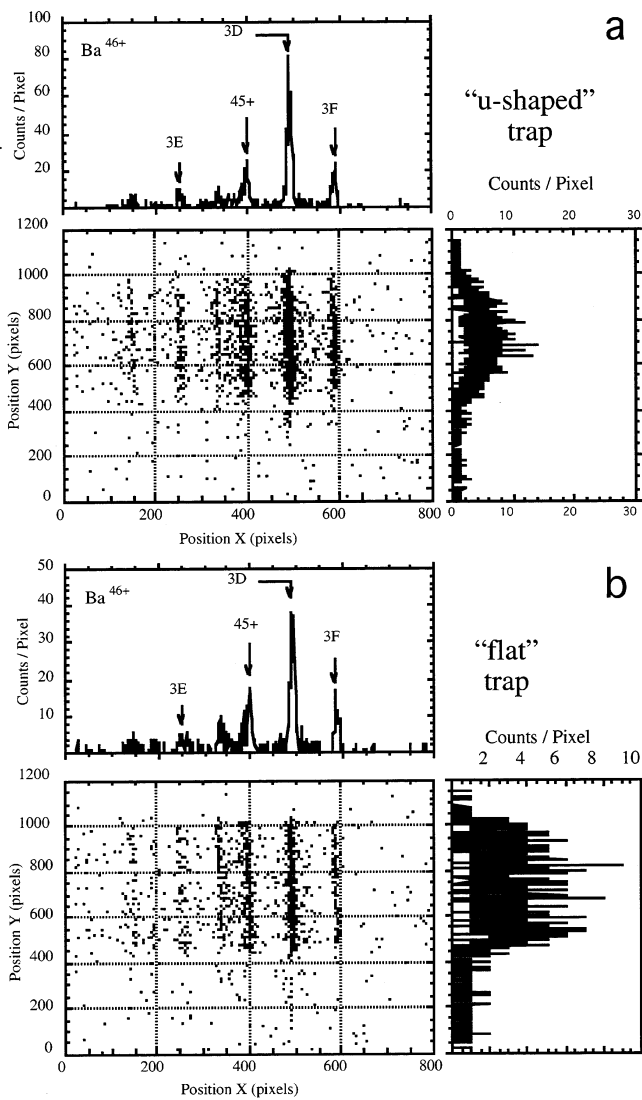 a
100
80
60
40
20
Counts / Pixel
Ba 46+
3D
45+
3E
3F
"u-shaped"
trap
Counts / Pixel
0 10 20 30
1200
1000
800
600
400
200
0
Position Y (pixels)
0 200 400 600 800
Position X (pixels)
0 10 20 30
b
50
40
30
20
10
Counts / Pixel
Ba 46+
3D
45+
3E
3F
"flat"
trap
Counts / Pixel
2 4 6 8 10
1200
1000
800
600
400
200
0
Position Y (pixels)
0 200 400 600 800
Position X (pixels)